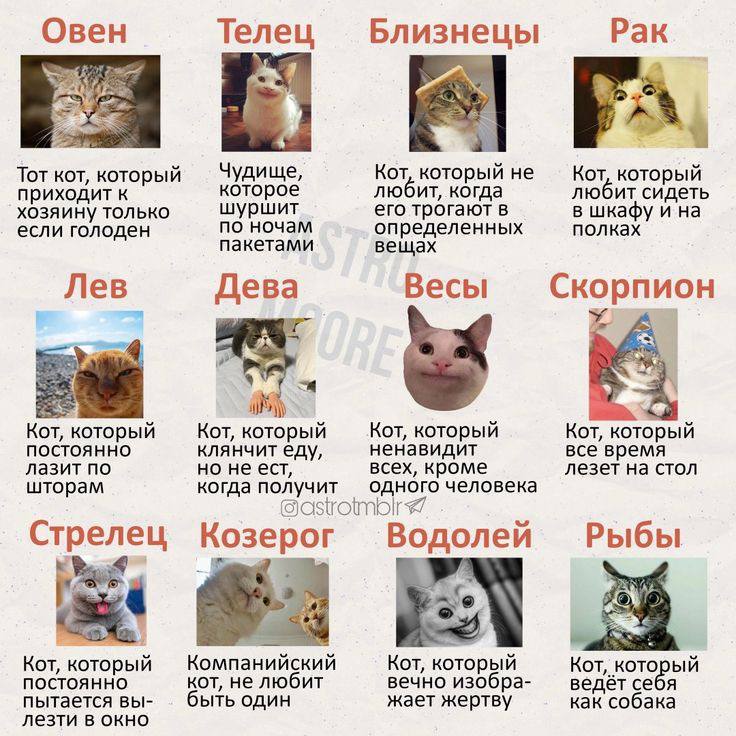 Овен
Телец
Близнецы
Рак
Тот кот, который
приходит к
хозяину только
если голоден
Чудище,
которое
шуршит
по ночам
пакетами
Кот, который не
любит, когда
его трогают в
определенных
вещах
Кот, который
любит сидеть
в шкафу и на
полках
ASTRO
MOORE
Лев
Дева
Весы
Скорпион
Кот, который
постоянно
лазит по
шторам
Кот, который
клянчит еду,
но не ест,
когда получит
Кот, который
ненавидит
всех, кроме
одного человека
Кот, который
все время
лезет на стол
@astrotmblr
Стрелец
Козерог
Водолей
Рыбы
Кот, который
постоянно
пытается вы-
лезти в окно
Компанийский
кот, не любит
быть один
Кот, который
вечно изобра-
жает жертву
Кот, который
ведёт себя
как собака